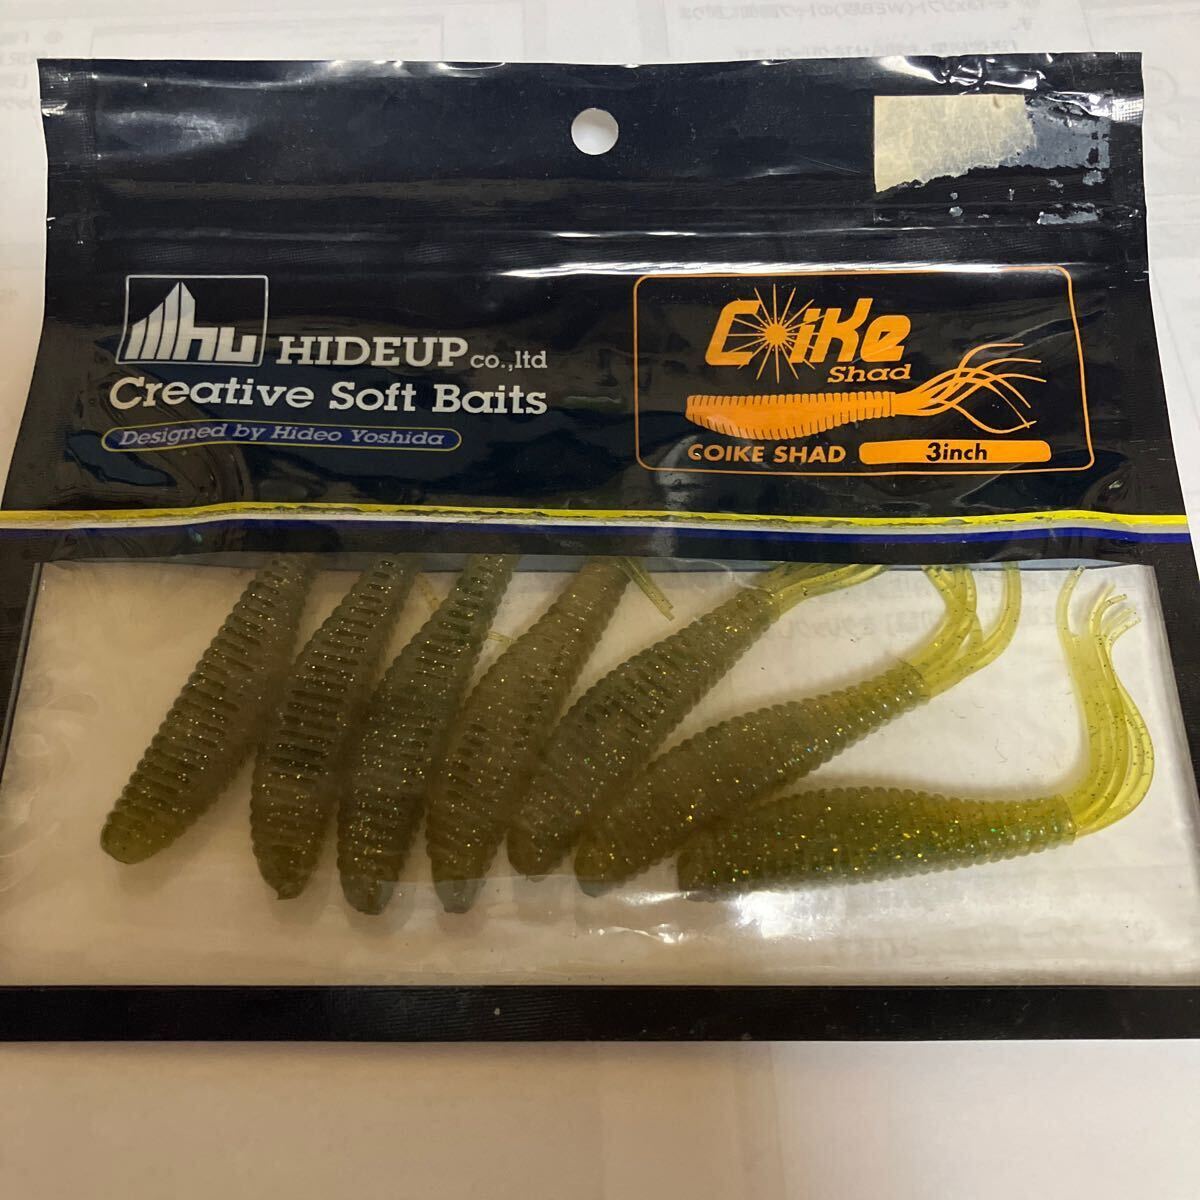 hu
HIDEUP co.,ltd
Creative Soft Baits
Designed by Hideo Yoshida
Coike
Shad
COIKE SHAD 3inch